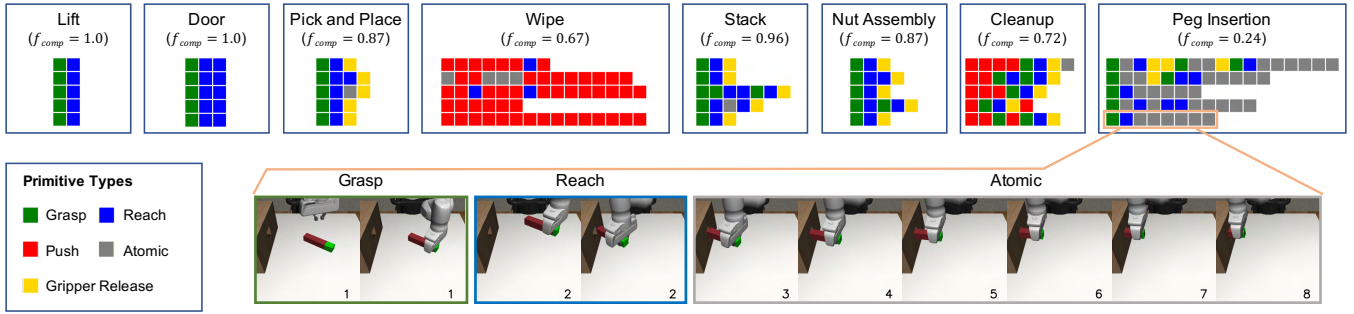 Lift
(f_comp = 1.0)
Door
(f_comp = 1.0)
Pick and Place
(f_comp = 0.87)
Wipe
(f_comp = 0.67)
Stack
(f_comp = 0.96)
Nut Assembly
(f_comp = 0.87)
Cleanup
(f_comp = 0.72)
Peg Insertion
(f_comp = 0.24)
Primitive Types
Grasp
Reach
Push
Atomic
Gripper Release
Grasp
Reach
Atomic
1
1
2
2
3
4
5
6
7
8